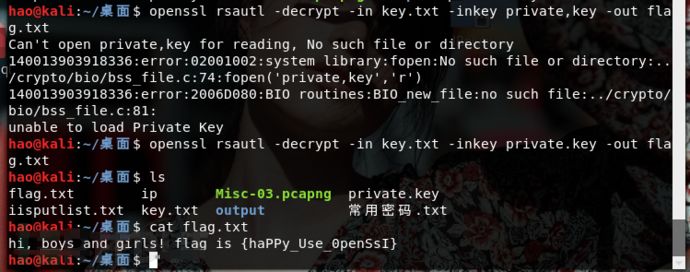 hao@kali:~/桌面$ openssl rsautl -decrypt -in key.txt -inkey private,key -out fla
g.txt
Can't open private,key for reading, No such file or directory
140013903918336:error:02001002:system library:fopen:No such file or directory:..
/crypto/bio/bss_file.c:74:fopen('private,key','r')
140013903918336:error:2006D080:BIO routines:BIO_new_file:no such file:../crypto/
bio/bss_file.c:81:
unable to load Private Key
hao@kali:~/桌面$ openssl rsautl -decrypt -in key.txt -inkey private.key -out fla
g.txt
hao@kali:~/桌面$ ls
flag.txt ip Misc-03.pcapng private.key
iisputlist.txt key.txt output 常用密码.txt
hao@kali:~/桌面$ cat flag.txt
hi, boys and girls! flag is {haPPy_Use_0penSsI}
hao@kali:~/桌面$